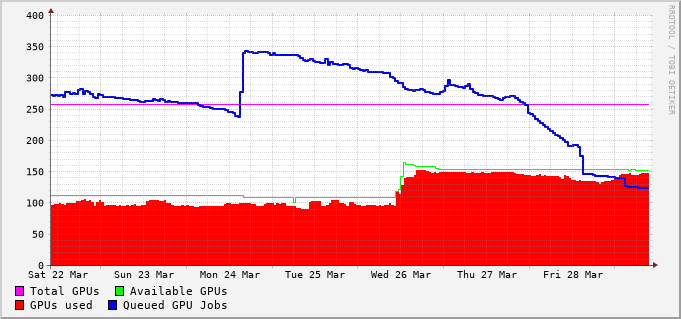 400
350
300
250
200
150
100
50
0
Sat 22 Mar Sun 23 Mar Mon 24 Mar Tue 25 Mar Wed 26 Mar Thu 27 Mar Fri 28 Mar
Total GPUs Available GPUs
GPUs used Queued GPU Jobs
RRDTOOL / TOBI OETIKER